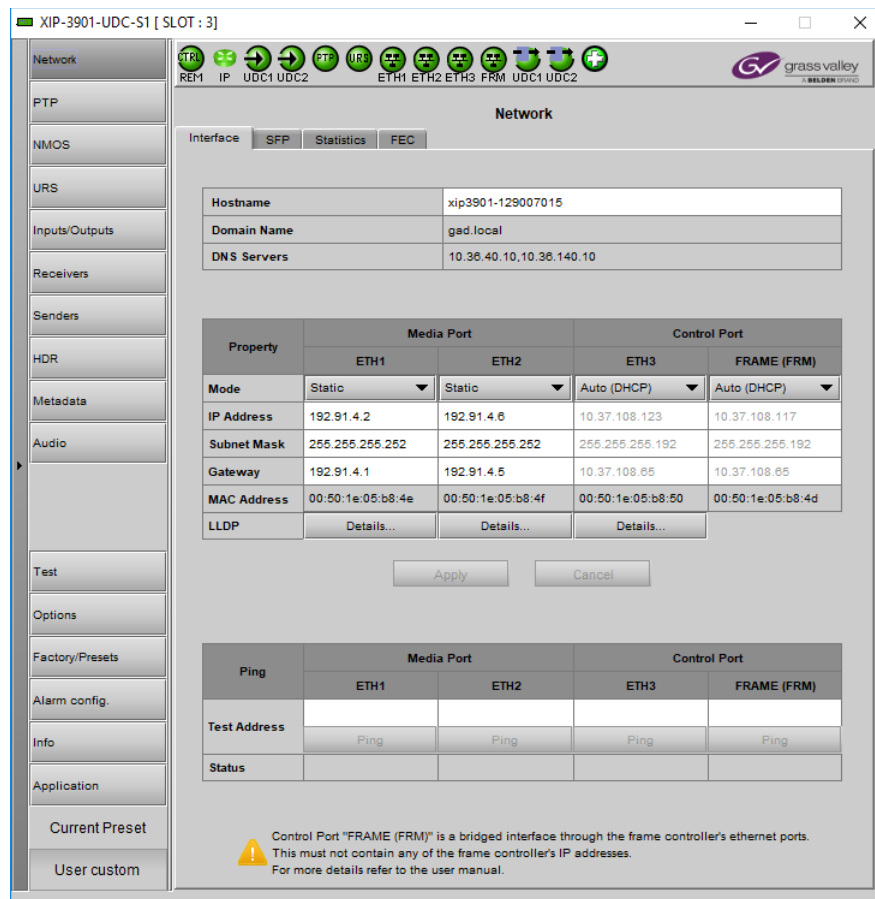 XIP-3901-UDC-S1 [ SLOT : 3]
Network
PTP
NMOS
URS
Inputs/Outputs
Receivers
Senders
HDR
Metadata
Audio
Test
Options
Factory/Presets
Alarm config.
Info
Application
Current Preset
User custom
CTRL PTP URS
REM IP UDC1 UDC2 ETH1 ETH2 ETH3 FRM UDC1 UDC2
GV grass valley
A BELDEN BRAND
Network
Interface SFP Statistics FEC
Hostname xip3901-129007015
Domain Name gad.local
DNS Servers 10.36.40.10,10.36.140.10
Property Media Port Control Port
ETH1 ETH2 ETH3 FRAME (FRM)
Mode Static Static Auto (DHCP) Auto (DHCP)
IP Address 192.91.4.2 192.91.4.6 10.37.108.123 10.37.108.117
Subnet Mask 255.255.255.252 255.255.255.252 255.255.255.192 255.255.255.192
Gateway 192.91.4.1 192.91.4.5 10.37.108.65 10.37.108.65
MAC Address 00:50:1e:05:b8:4e 00:50:1e:05:b8:4f 00:50:1e:05:b8:50 00:50:1e:05:b8:4d
LLDP Details... Details... Details...
Apply Cancel
Ping Media Port Control Port
ETH1 ETH2 ETH3 FRAME (FRM)
Test Address
Ping Ping Ping Ping
Status
Control Port "FRAME (FRM)" is a bridged interface through the frame controller's ethernet ports.
This must not contain any of the frame controller's IP addresses.
For more details refer to the user manual.